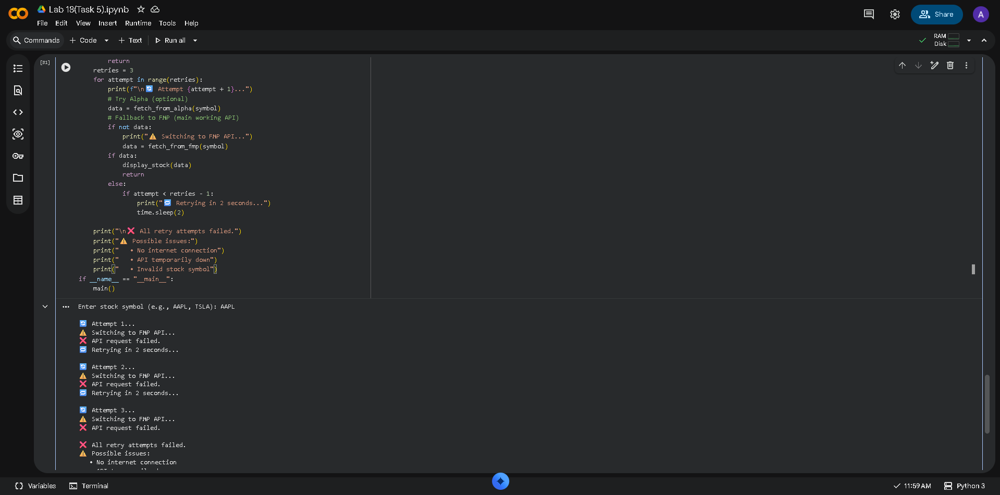 Lab 18(Task 5).ipynb
File Edit View Insert Runtime Tools Help
Share
A
Commands + Code + Text Run all
RAM
Disk
[81]
return
retries = 3
for attempt in range(retries):
print(f"\n🔄 Attempt {attempt + 1}...")
# Try Alpha (optional)
data = fetch_from_alpha(symbol)
# Fallback to FMP (main working API)
if not data:
print("⚠️ Switching to FMP API...")
data = fetch_from_fmp(symbol)
if data:
display_stock(data)
return
else:
if attempt < retries - 1:
print("🔁 Retrying in 2 seconds...")
time.sleep(2)
print("\n❌ All retry attempts failed.")
print("⚠️ Possible issues:")
print("   • No internet connection")
print("   • API temporarily down")
print("   • Invalid stock symbol")
if __name__ == "__main__":
main()
Enter stock symbol (e.g., AAPL, TSLA): AAPL
🔄 Attempt 1...
⚠️ Switching to FMP API...
❌ API request failed.
🔁 Retrying in 2 seconds...
🔄 Attempt 2...
⚠️ Switching to FMP API...
❌ API request failed.
🔁 Retrying in 2 seconds...
🔄 Attempt 3...
⚠️ Switching to FMP API...
❌ API request failed.
❌ All retry attempts failed.
⚠️ Possible issues:
• No internet connection
Variables Terminal
11:59 AM Python 3